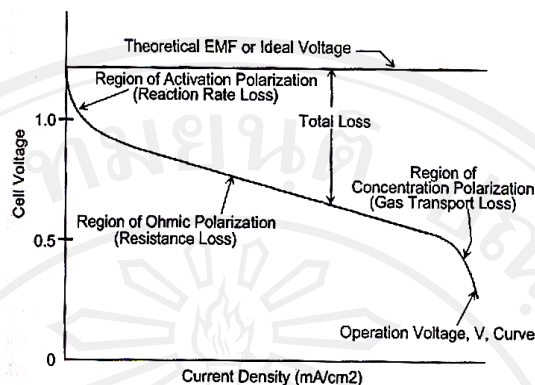 Theoretical EMF or Ideal Voltage
Region of Activation Polarization
(Reaction Rate Loss)
1.0
Total Loss
Cell Voltage
Region of
Concentration Polarization
(Gas Transport Loss)
Region of Ohmic Polarization
(Resistance Loss)
0.5
Operation Voltage, V, Curve
0
Current Density (mA/cm2)